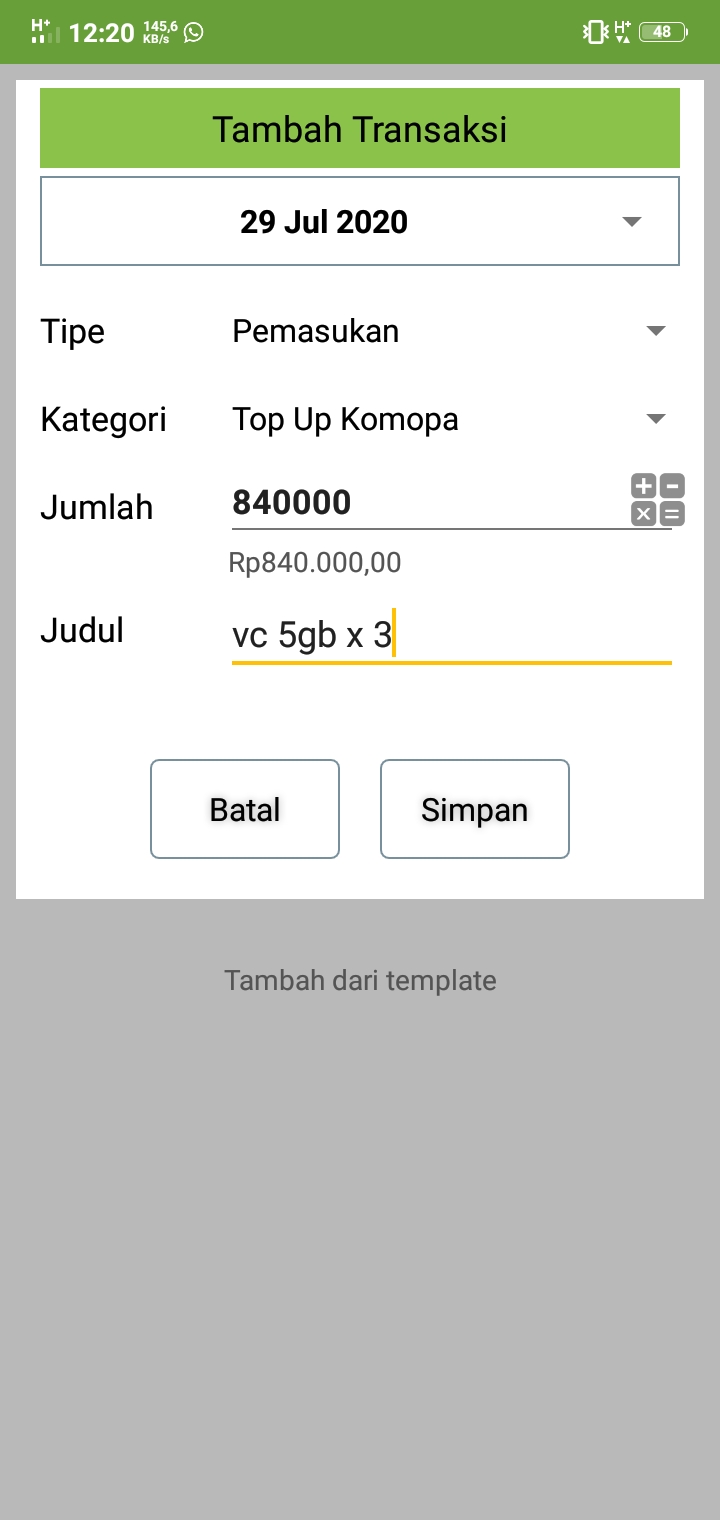 H+ 12:20 145,6 KB/s H+ 48
Tambah Transaksi
29 Jul 2020
Tipe Pemasukan
Kategori Top Up Komopa
Jumlah 840000
Rp840.000,00
Judul vc 5gb x 3
Batal Simpan
Tambah dari template